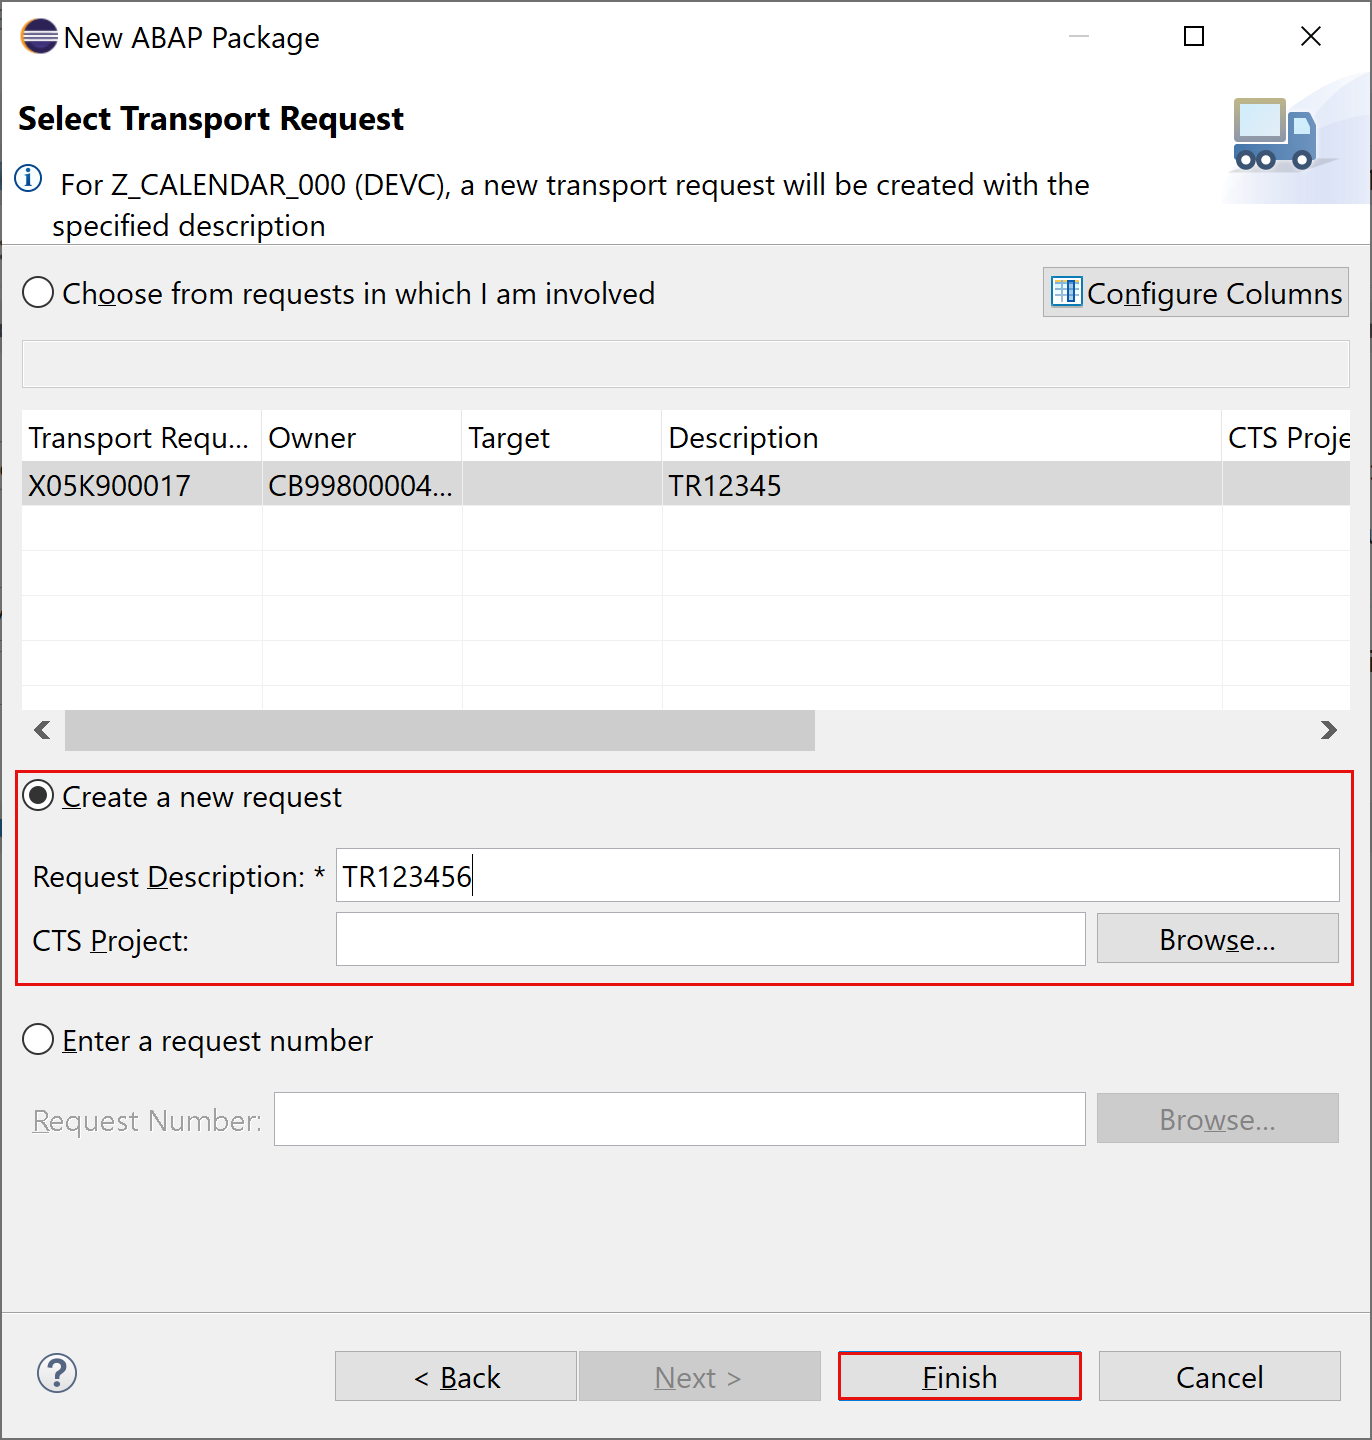 New ABAP Package
Select Transport Request
For Z_CALENDAR_000 (DEVC), a new transport request will be created with the
specified description
Choose from requests in which I am involved
Configure Columns
Transport Requ... Owner Target Description CTS Proje
X05K900017 CB99800004... TR12345
Create a new request
Request Description: * TR123456
CTS Project: Browse...
Enter a request number
Request Number: Browse...
? < Back Next > Finish Cancel